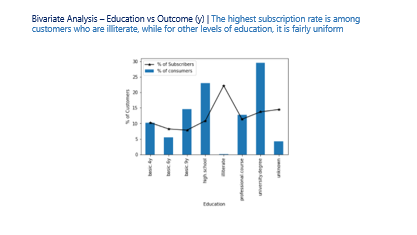 Bivariate Analysis – Education vs Outcome (y) | The highest subscription rate is among
customers who are illiterate, while for other levels of education, it is fairly uniform
% of Subscribers
% of consumers
% of Customers
30
25
20
15
10
5
0
basic.4y
basic.6y
basic.9y
high.school
illiterate
professional.course
university.degree
unknown
Education